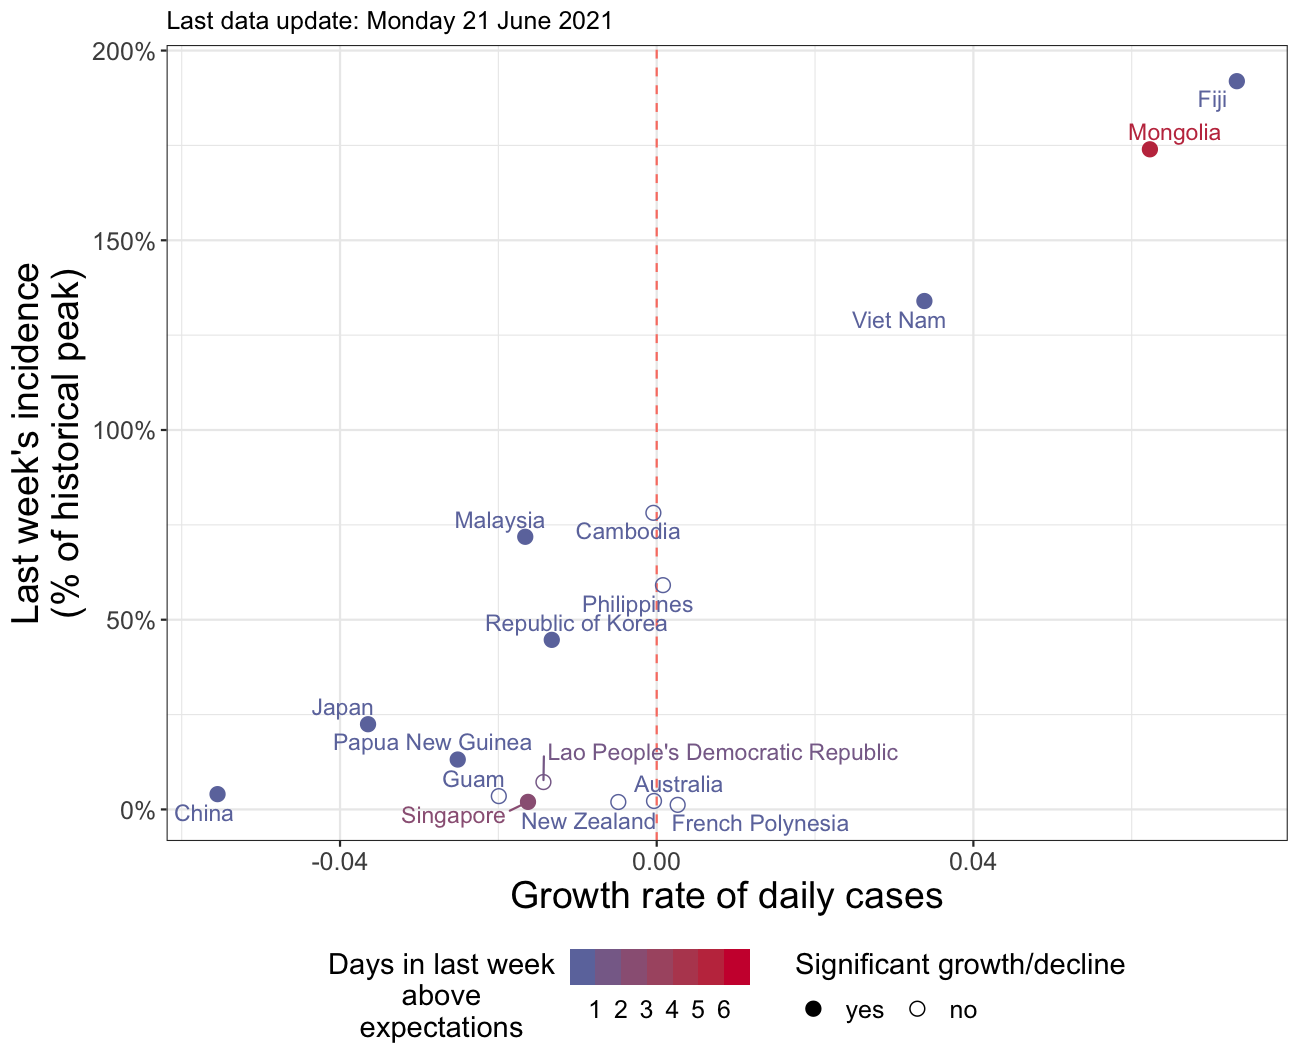 Last data update: Monday 21 June 2021
200%
150%
100%
50%
0%
Last week's incidence
(% of historical peak)
Fiji
Mongolia
Viet Nam
Malaysia
Cambodia
Philippines
Republic of Korea
Japan
Papua New Guinea
Lao People's Democratic Republic
Guam
Australia
China
Singapore
New Zealand
French Polynesia
-0.04
0.00
0.04
Growth rate of daily cases
Days in last week
above
expectations
1 2 3 4 5 6
Significant growth/decline
yes
no